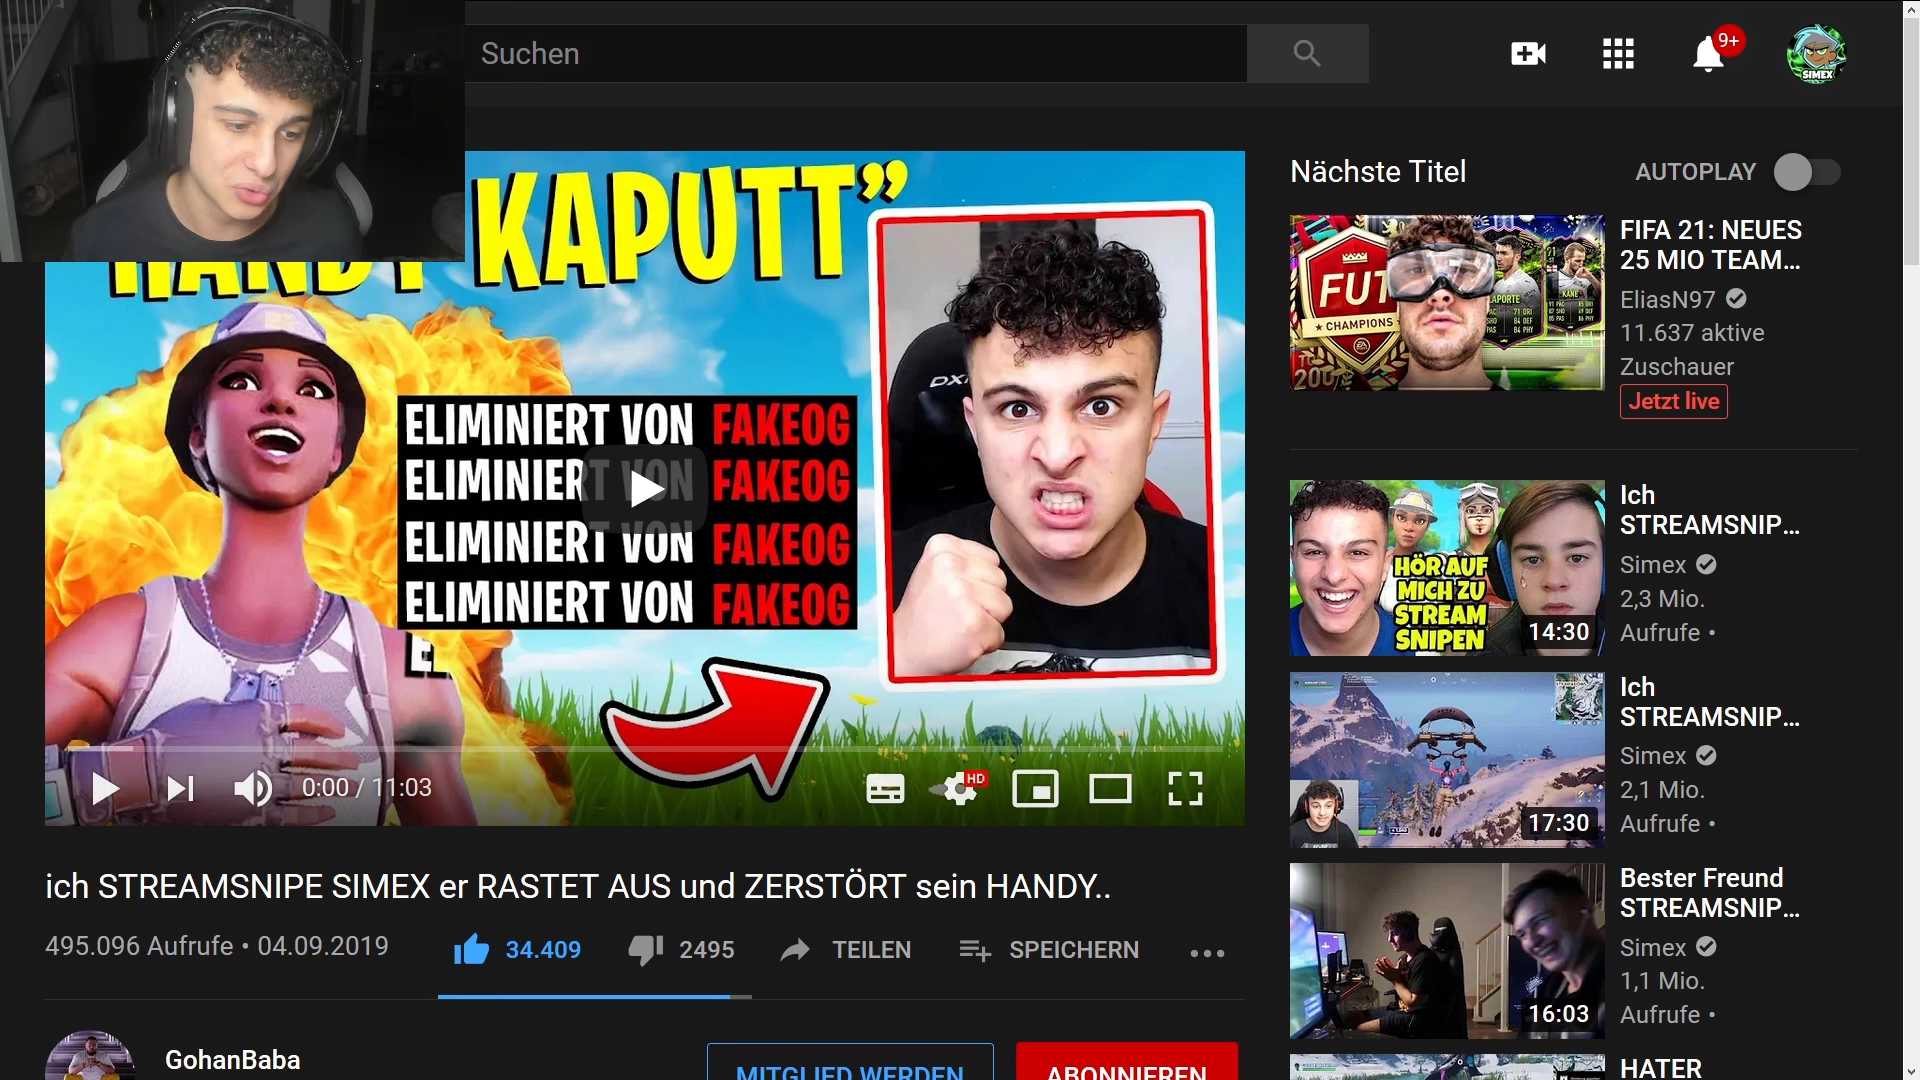 Suchen
9+
SIMEX
HANDY KAPUTT”
DX
ELIMINIERT VON FAKEOG
ELIMINIERT VON FAKEOG
ELIMINIERT VON FAKEOG
ELIMINIERT VON FAKEOG
0:00 / 11:03
HD
ich STREAMSNIPE SIMEX er RASTET AUS und ZERSTÖRT sein HANDY..
495.096 Aufrufe • 04.09.2019
34.409
2495
TEILEN
SPEICHERN
GohanBaba
MITGLIED WERDEN
ABONNIEREN
Nächste Titel
AUTOPLAY
FUT
CHAMPIONS
LAPORTE
KANE
FIFA 21: NEUES
25 MIO TEAM...
EliasN97
11.637 aktive
Zuschauer
Jetzt live
HÖR AUF
MICH ZU
STREAM
SNIPEN
14:30
Ich
STREAMSNIP...
Simex
2,3 Mio.
Aufrufe •
17:30
Ich
STREAMSNIP...
Simex
2,1 Mio.
Aufrufe •
16:03
Bester Freund
STREAMSNIP...
Simex
1,1 Mio.
Aufrufe •
HATER